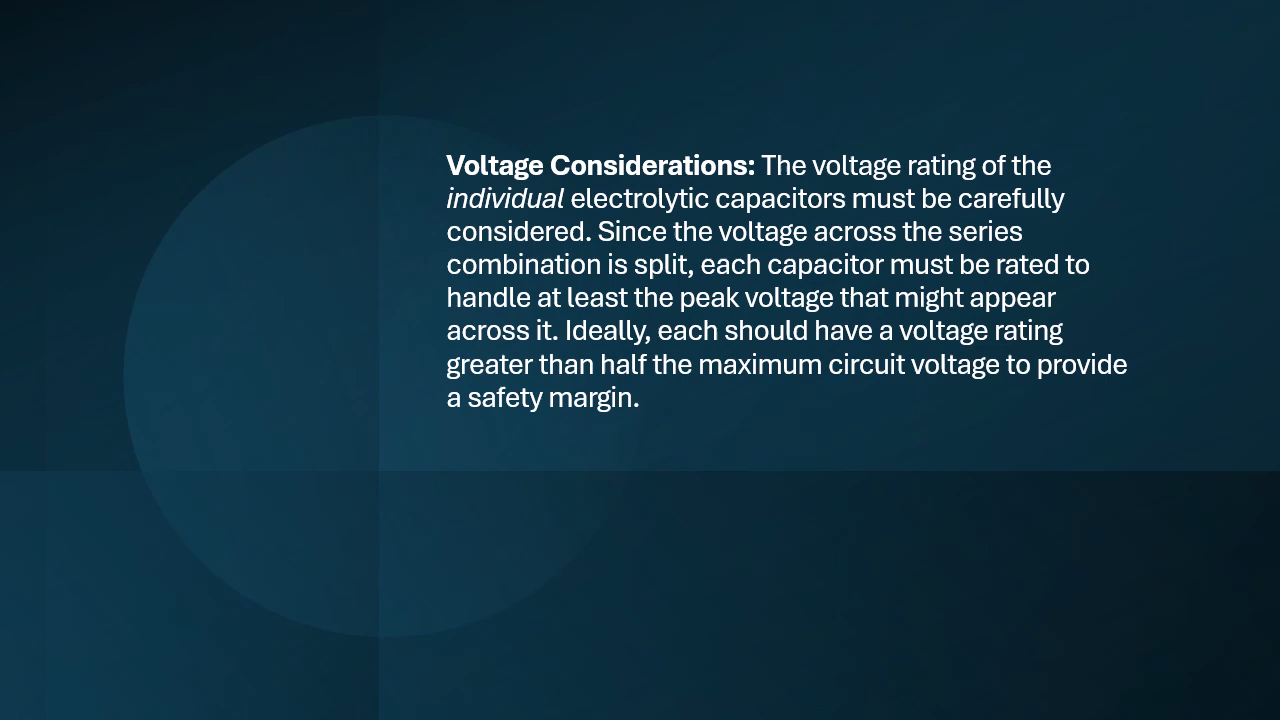 Voltage Considerations: The voltage rating of the
individual electrolytic capacitors must be carefully
considered. Since the voltage across the series
combination is split, each capacitor must be rated to
handle at least the peak voltage that might appear
across it. Ideally, each should have a voltage rating
greater than half the maximum circuit voltage to provide
a safety margin.